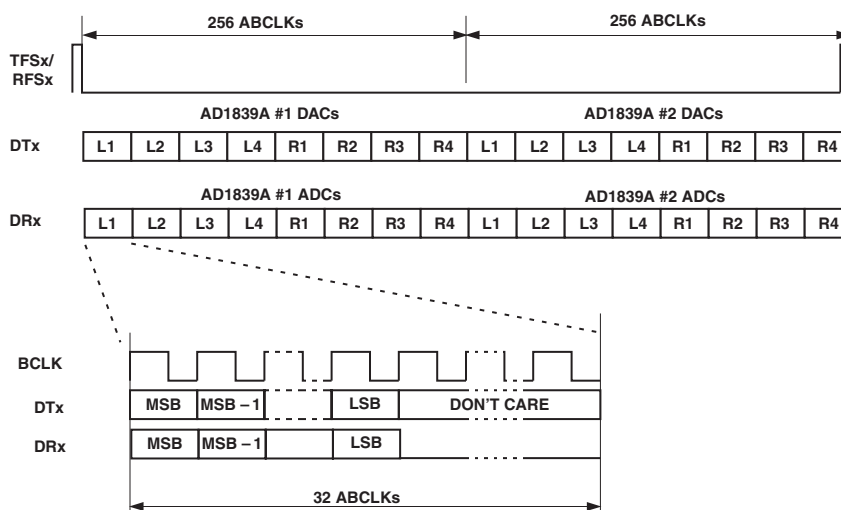 256 ABCLKs 256 ABCLKs
TFSx/
RFSx
AD1839A #1 DACs AD1839A #2 DACs
DTx L1 L2 L3 L4 R1 R2 R3 R4 L1 L2 L3 L4 R1 R2 R3 R4
AD1839A #1 ADCs AD1839A #2 ADCs
DRx L1 L2 L3 L4 R1 R2 R3 R4 L1 L2 L3 L4 R1 R2 R3 R4
BCLK
DTx MSB MSB – 1 LSB DON'T CARE
DRx MSB MSB – 1 LSB
32 ABCLKs